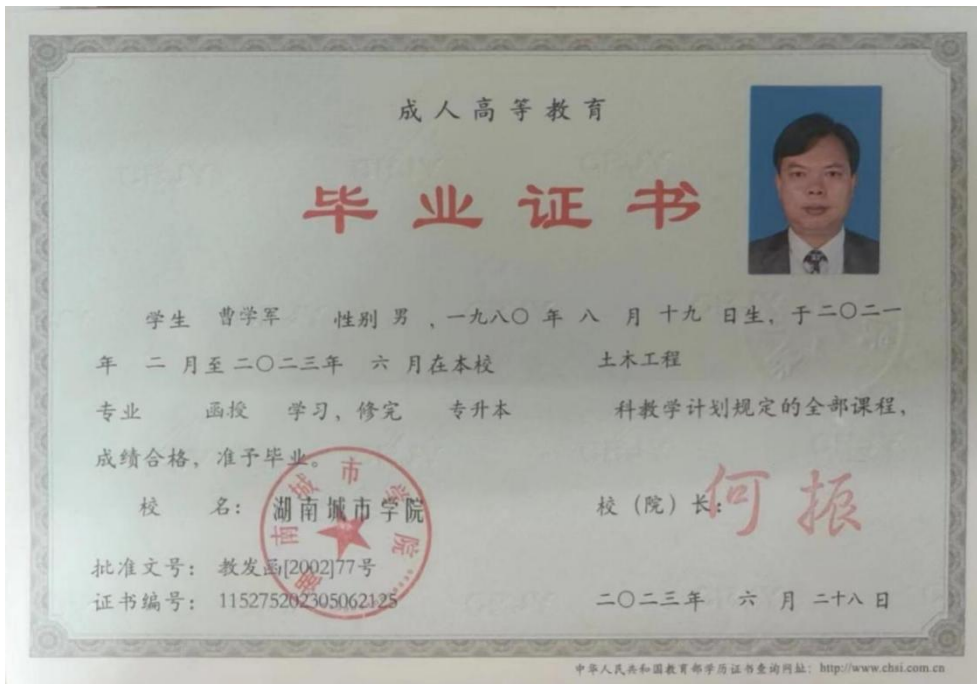 成人高等教育
毕业证书
学生 曹学军 性别 男 ，一九八〇 年 八 月 十九 日生，于二〇二一
年 二 月至二〇二三年 六 月在本校 土木工程
专业 函授 学习，修完 专升本 科教学计划规定的全部课程，
成绩合格，准予毕业。
校 名： 湖南城市学院 校（院）长： 何振
湖南城市学院
批准文号： 教发函[2002]77号
证书编号： 115275202305062125 二〇二三年 六 月 二十八 日
中华人民共和国教育部学历证书查询网址： http://www.chsi.com.cn